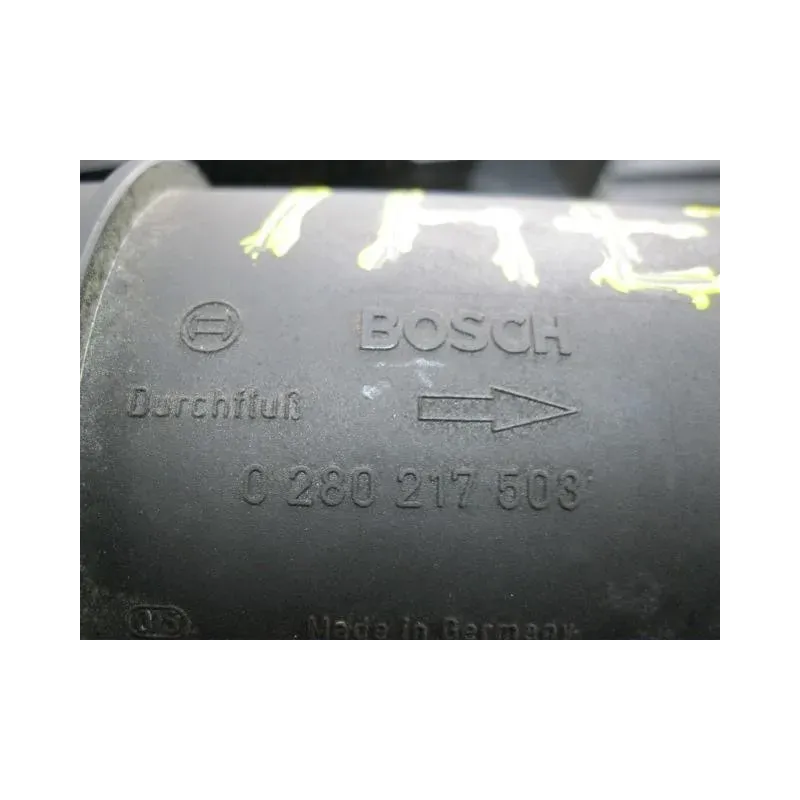 BOSCH
Durchfluß
0 280 217 503
Made in Germany